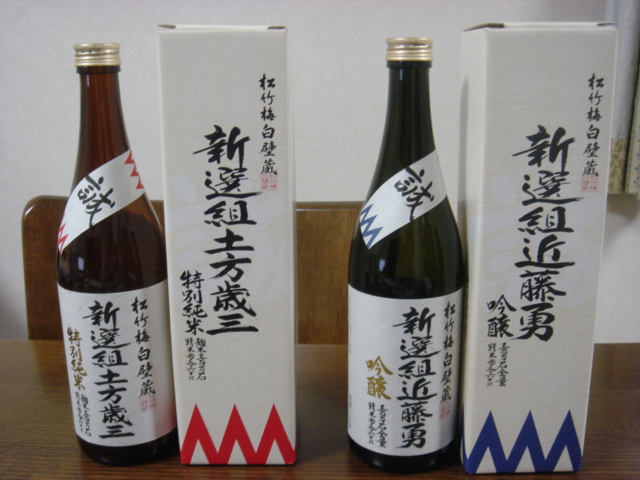 誠
松竹梅白壁蔵
新選組土方歳三
特別純米
松竹梅白壁蔵
新選組土方歳三
特別純米
誠
松竹梅白壁蔵
新選組近藤勇
吟醸
松竹梅白壁蔵
新選組近藤勇
吟醸